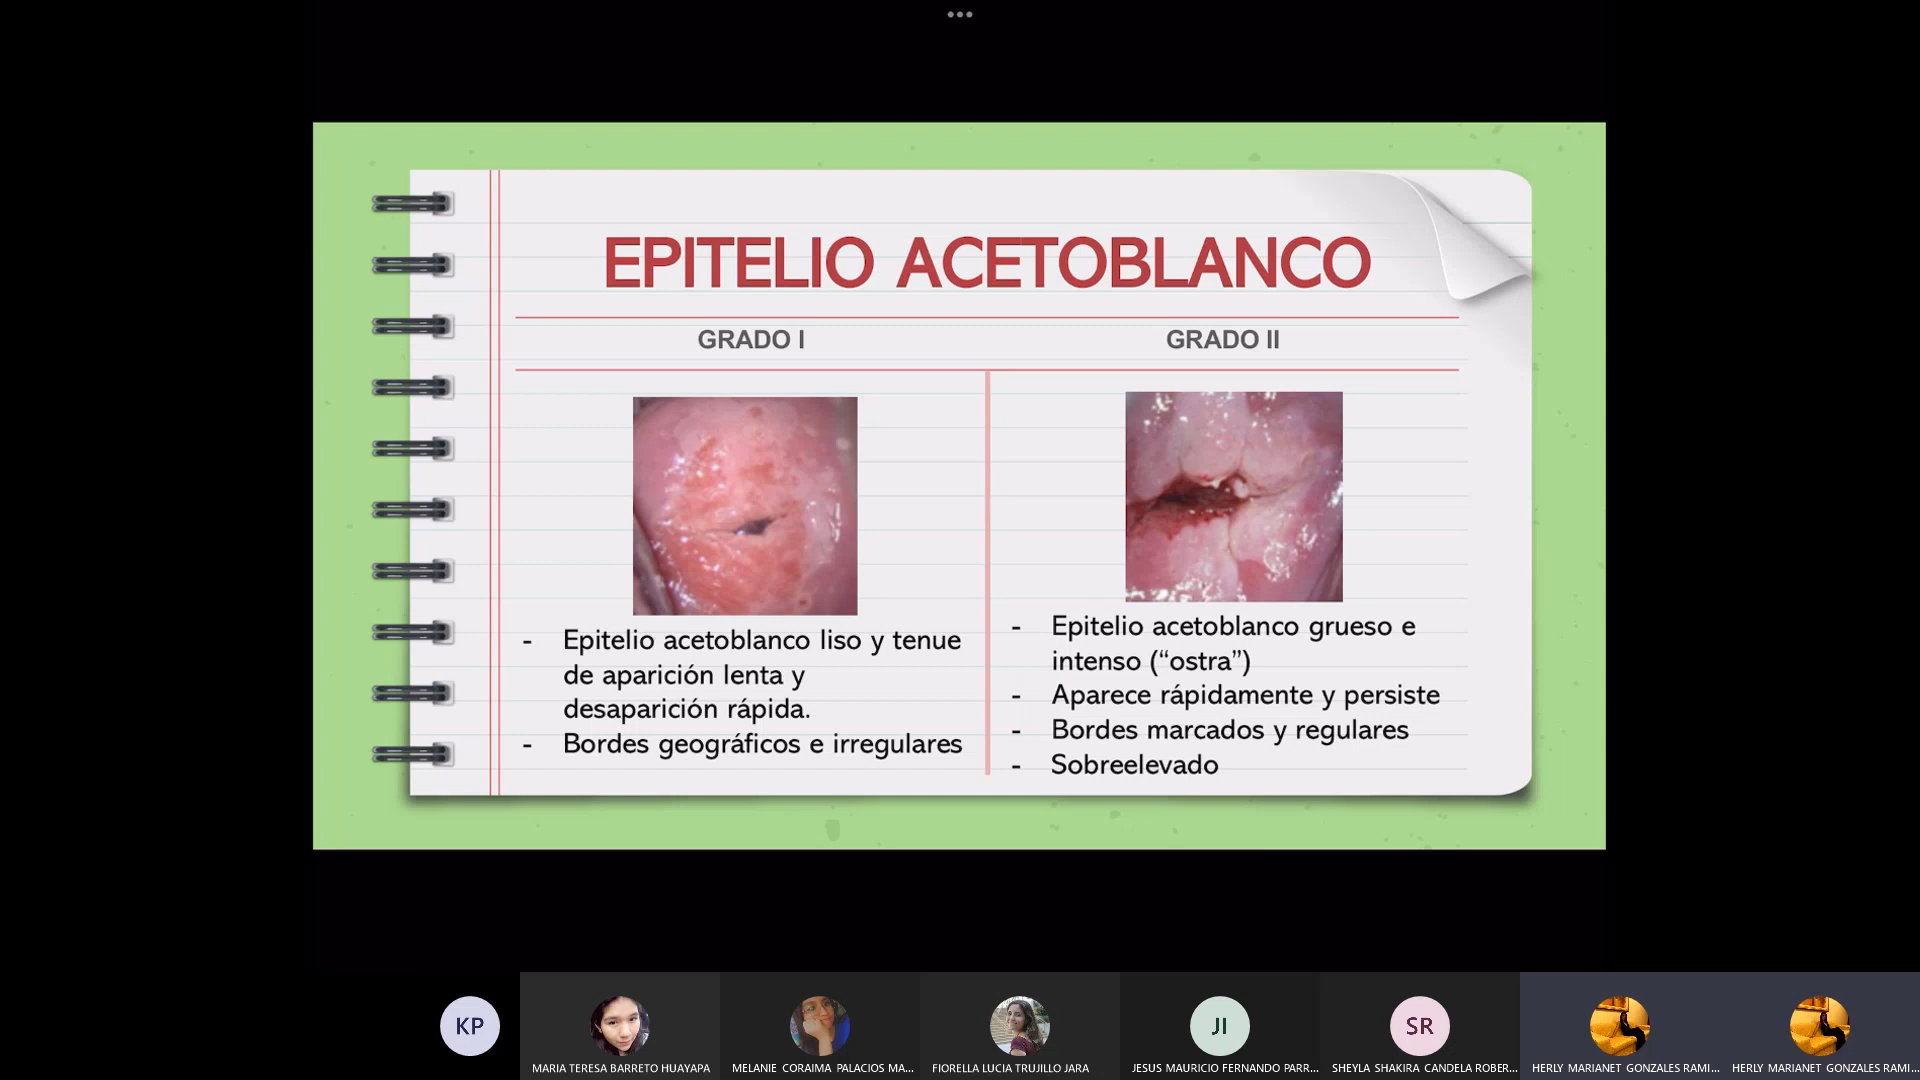 EPITELIO ACETOBLANCO
GRADO I
GRADO II
- Epitelio acetoblanco liso y tenue
de aparición lenta y
desaparición rápida.
- Bordes geográficos e irregulares
- Epitelio acetoblanco grueso e
intenso (“ostra”)
- Aparece rápidamente y persiste
- Bordes marcados y regulares
- Sobreelevado
KP
JI
SR
MARIA TERESA BARRETO HUAYAPA
MELANIE CORAIMA PALACIOS MA...
FIORELLA LUCIA TRUJILLO JARA
JESUS MAURICIO FERNANDO PARR...
SHEYLA SHAKIRA CANDELA ROBER...
HERLY MARIANET GONZALES RAMI...
HERLY MARIANET GONZALES RAMI...